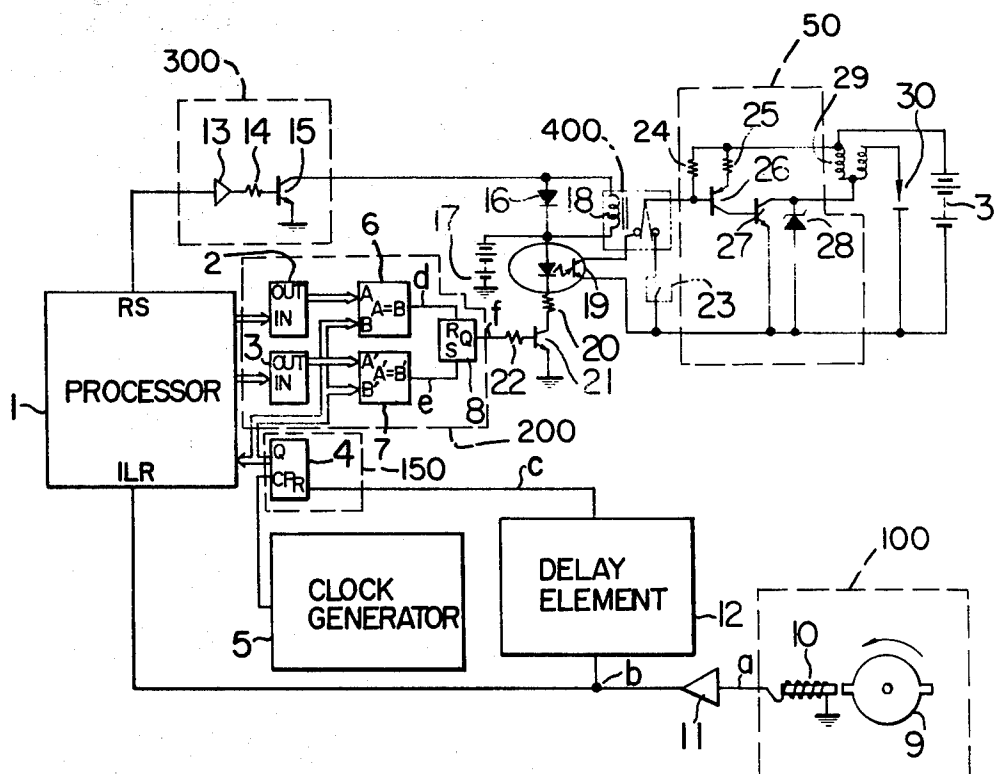 50
300
29
30
13 14 15
400
24
25
26
16
18
3
6
17
27
28
2
d
19
OUT
IN
A
A=B
B
f
23
RS
R
Q
S
20
3
OUT
IN
A'
A'=B'
B'
22
21
PROCESSOR
e
8
1
7
200
Q
4
150
ILR
CP
R
c
100
CLOCK
GENERATOR
DELAY
ELEMENT
5
12
10
b
a
11
9